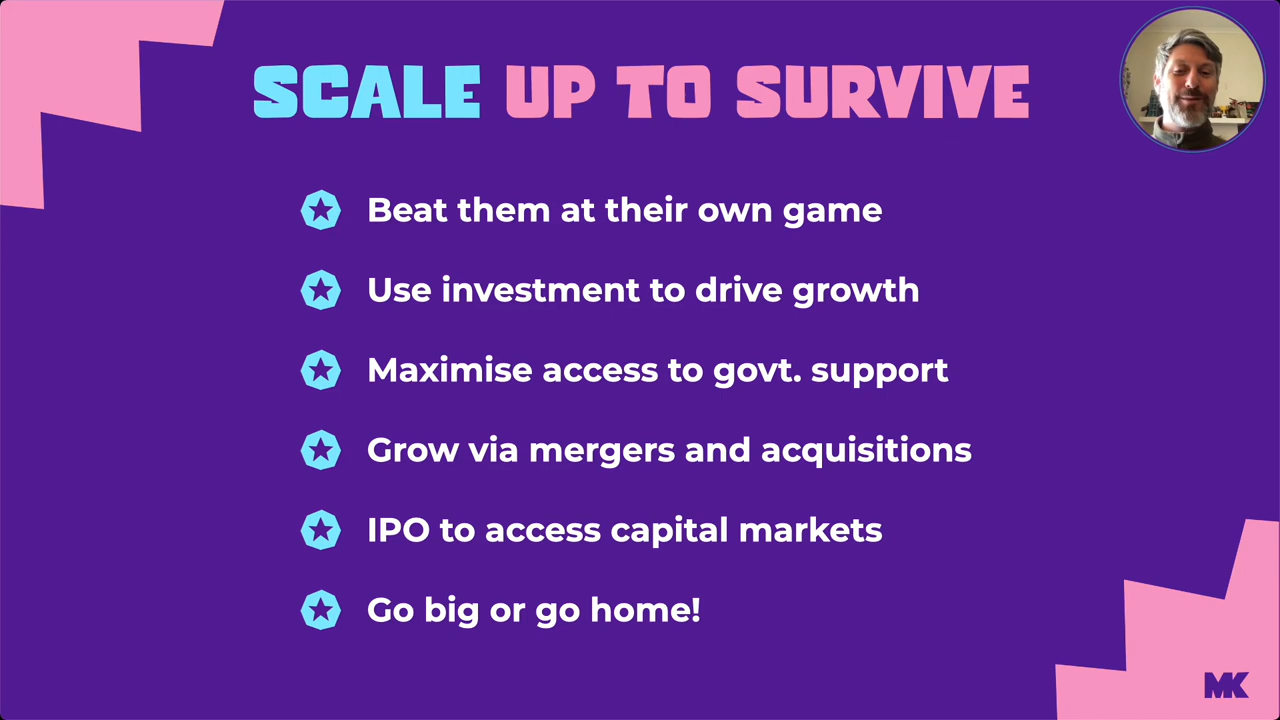 SCALE UP TO SURVIVE
Beat them at their own game
Use investment to drive growth
Maximise access to govt. support
Grow via mergers and acquisitions
IPO to access capital markets
Go big or go home!
MK